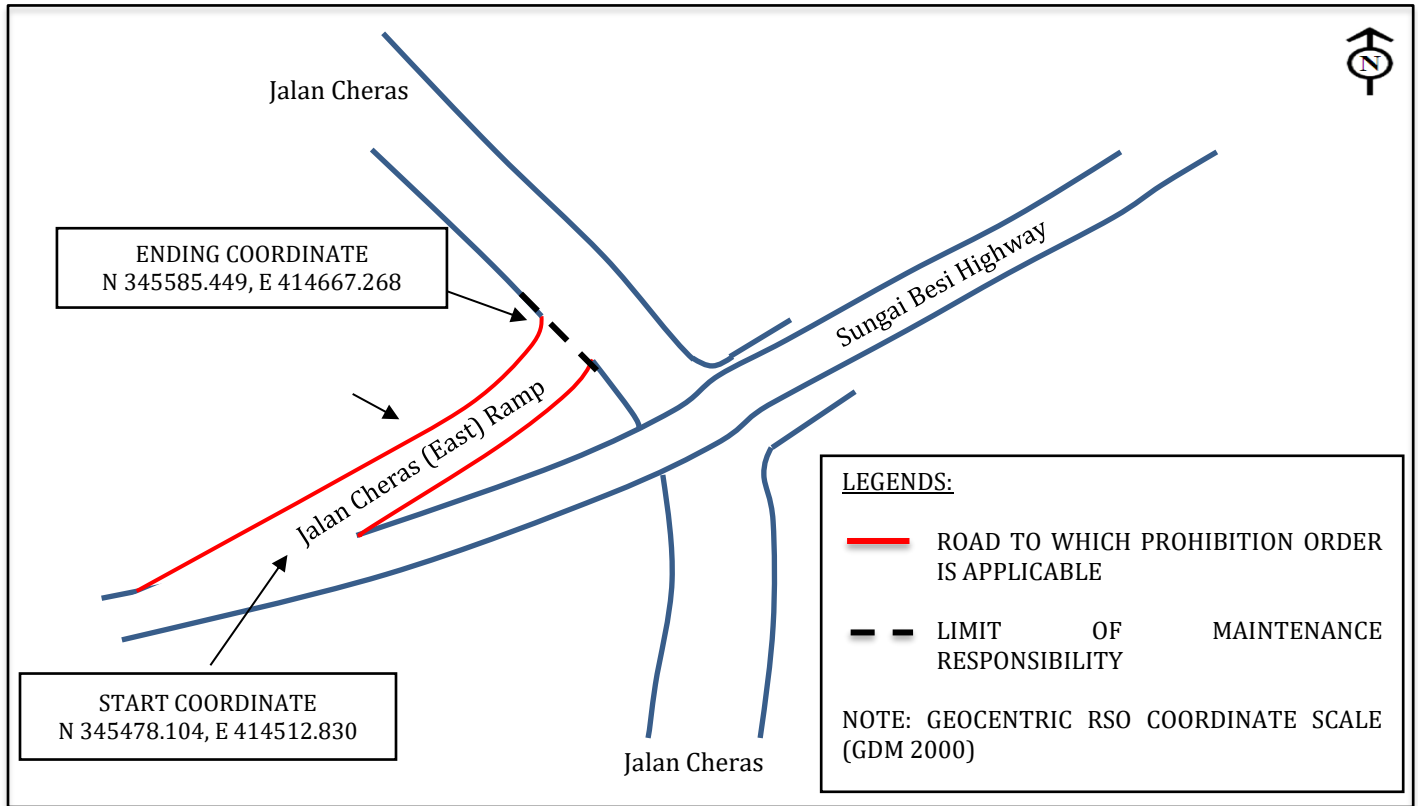 Jalan Cheras
N
ENDING COORDINATE
N 345585.449, E 414667.268
Sungai Besi Highway
Jalan Cheras (East) Ramp
START COORDINATE
N 345478.104, E 414512.830
Jalan Cheras
LEGENDS:
ROAD TO WHICH PROHIBITION ORDER
IS APPLICABLE
LIMIT OF MAINTENANCE
RESPONSIBILITY
NOTE: GEOCENTRIC RSO COORDINATE SCALE
(GDM 2000)